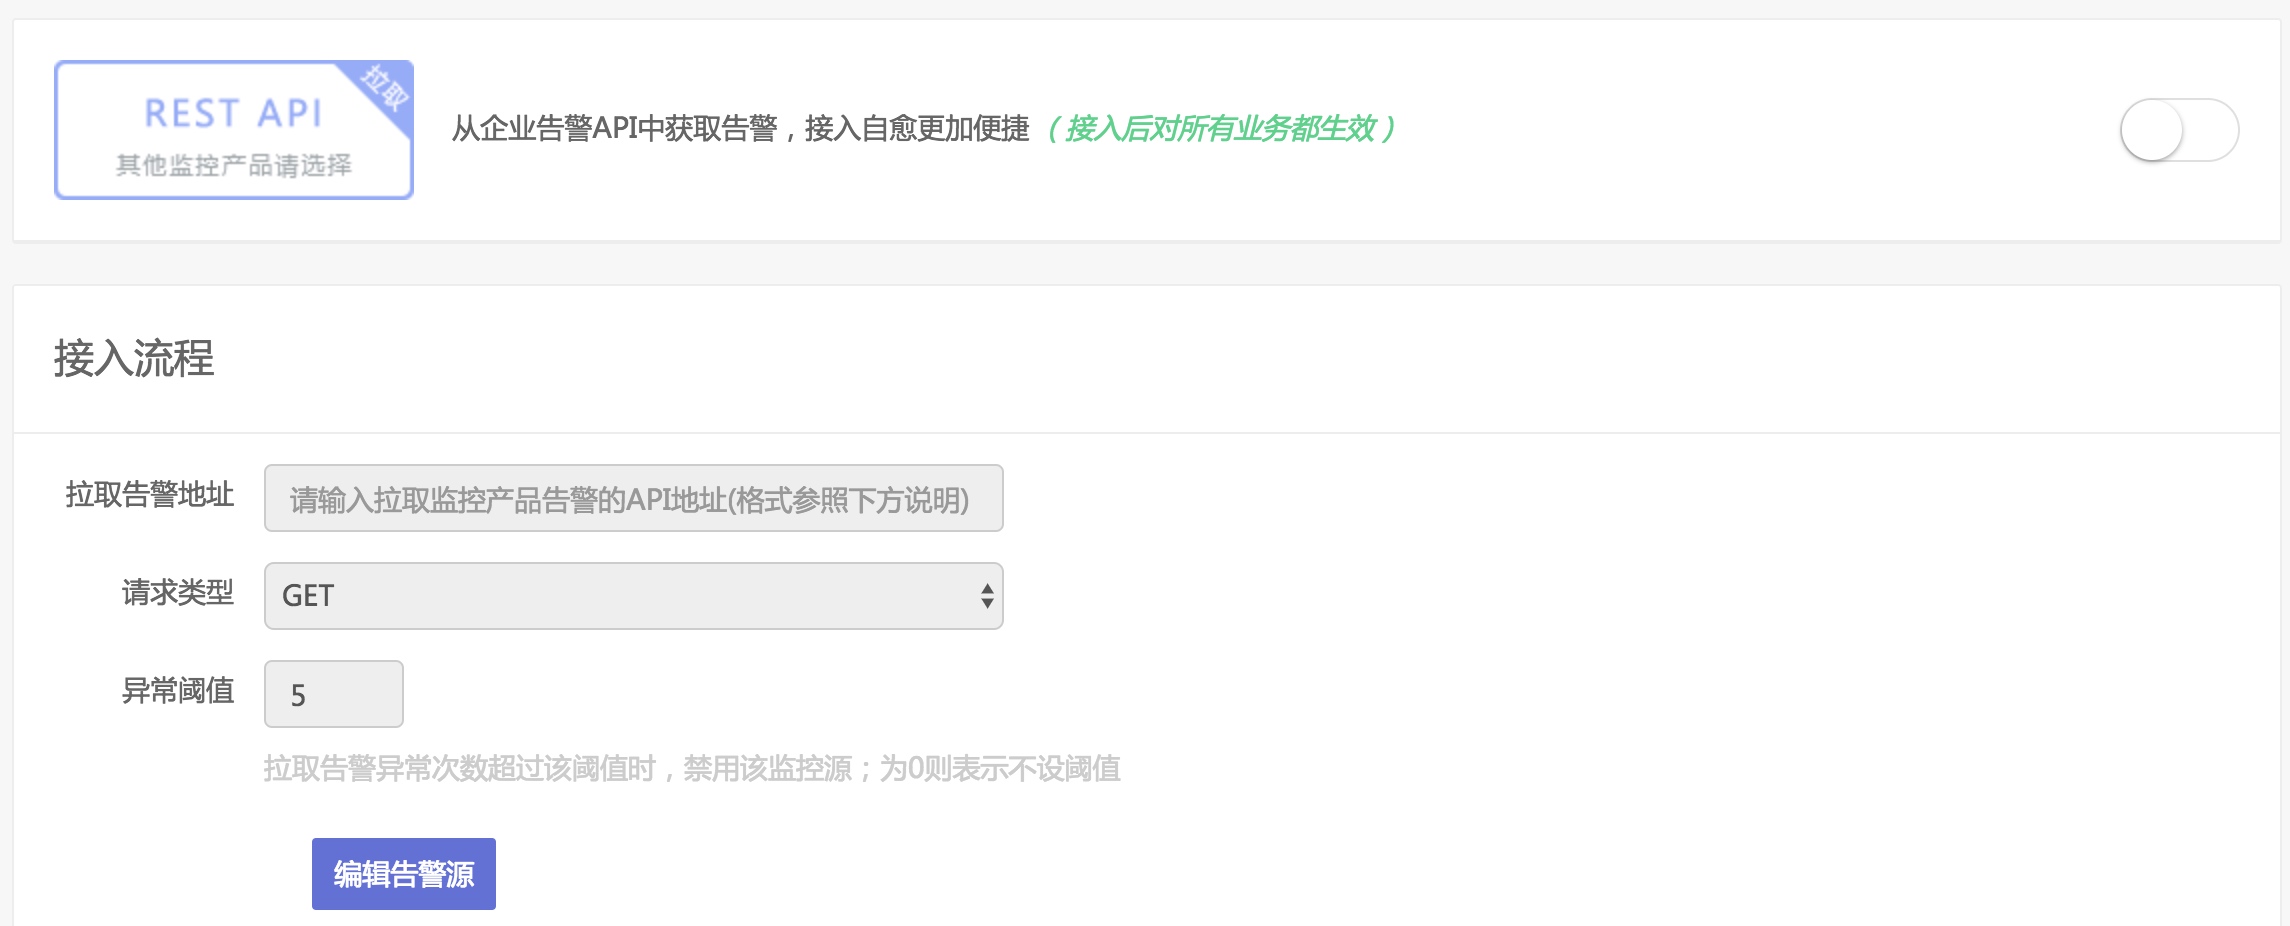 REST API
拉取
其他监控产品请选择
从企业告警API中获取告警，接入自愈更加便捷（接入后对所有业务都生效）
接入流程
拉取告警地址 请输入拉取监控产品告警的API地址(格式参照下方说明)
请求类型 GET
异常阈值 5
拉取告警异常次数超过该阈值时，禁用该监控源；为0则表示不设阈值
编辑告警源